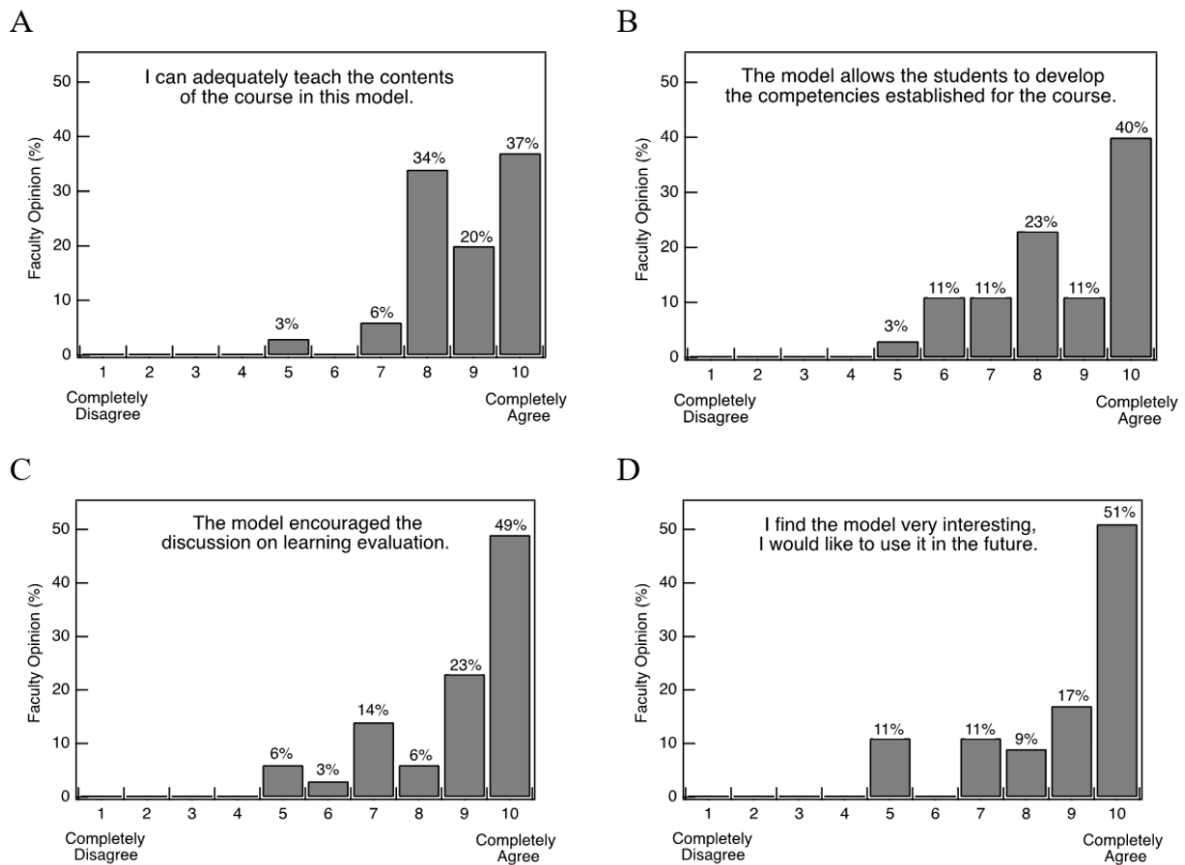 A
I can adequately teach the contents
of the course in this model.
Faculty Opinion (%)
50
40
30
20
10
0
3%
6%
34%
20%
37%
1 2 3 4 5 6 7 8 9 10
Completely
Disagree
Completely
Agree
B
The model allows the students to develop
the competencies established for the course.
Faculty Opinion (%)
50
40
30
20
10
0
3%
11%
11%
23%
11%
40%
1 2 3 4 5 6 7 8 9 10
Completely
Disagree
Completely
Agree
C
The model encouraged the
discussion on learning evaluation.
Faculty Opinion (%)
50
40
30
20
10
0
6%
3%
14%
6%
23%
49%
1 2 3 4 5 6 7 8 9 10
Completely
Disagree
Completely
Agree
D
I find the model very interesting,
I would like to use it in the future.
Faculty Opinion (%)
50
40
30
20
10
0
11%
11%
9%
17%
51%
1 2 3 4 5 6 7 8 9 10
Completely
Disagree
Completely
Agree